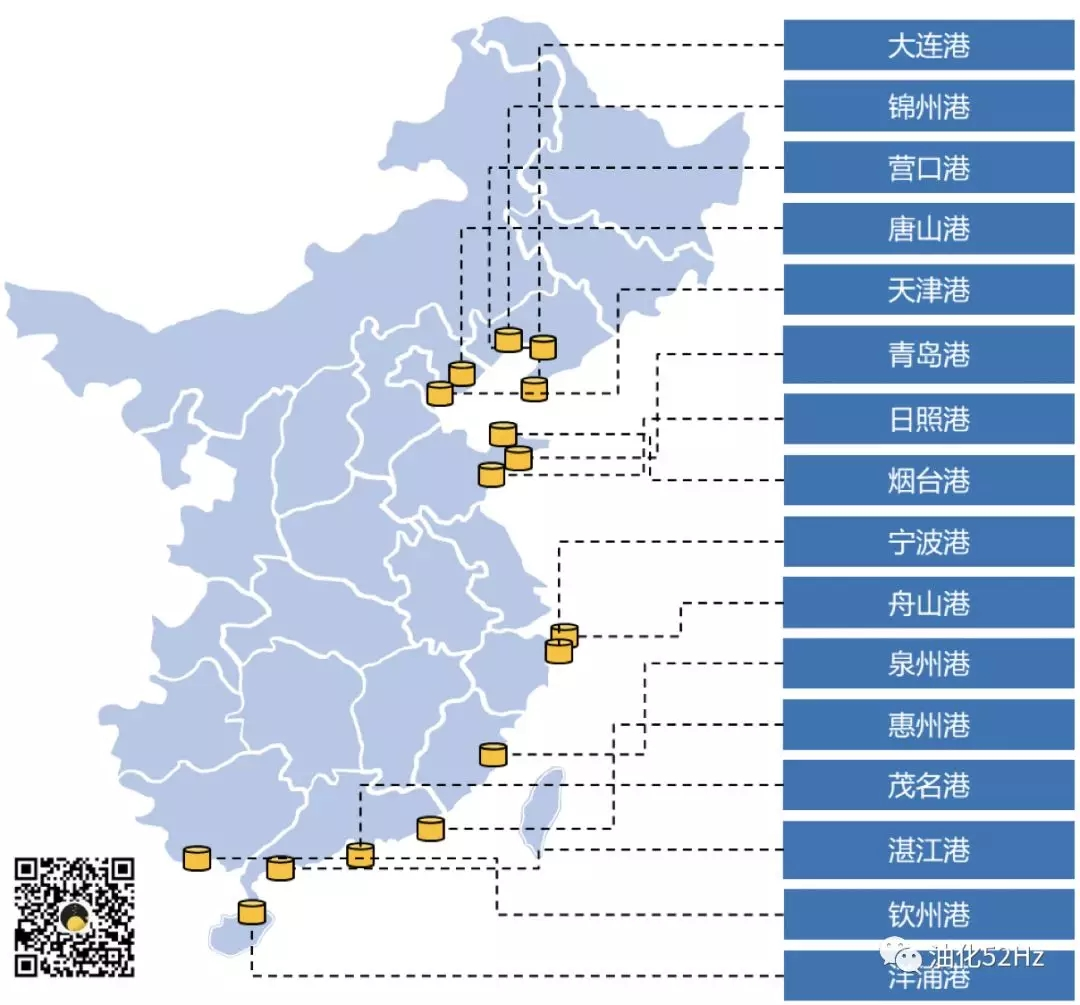 大连港
锦州港
营口港
唐山港
天津港
青岛港
日照港
烟台港
宁波港
舟山港
泉州港
惠州港
茂名港
湛江港
钦州港
油化52Hz
洋浦港